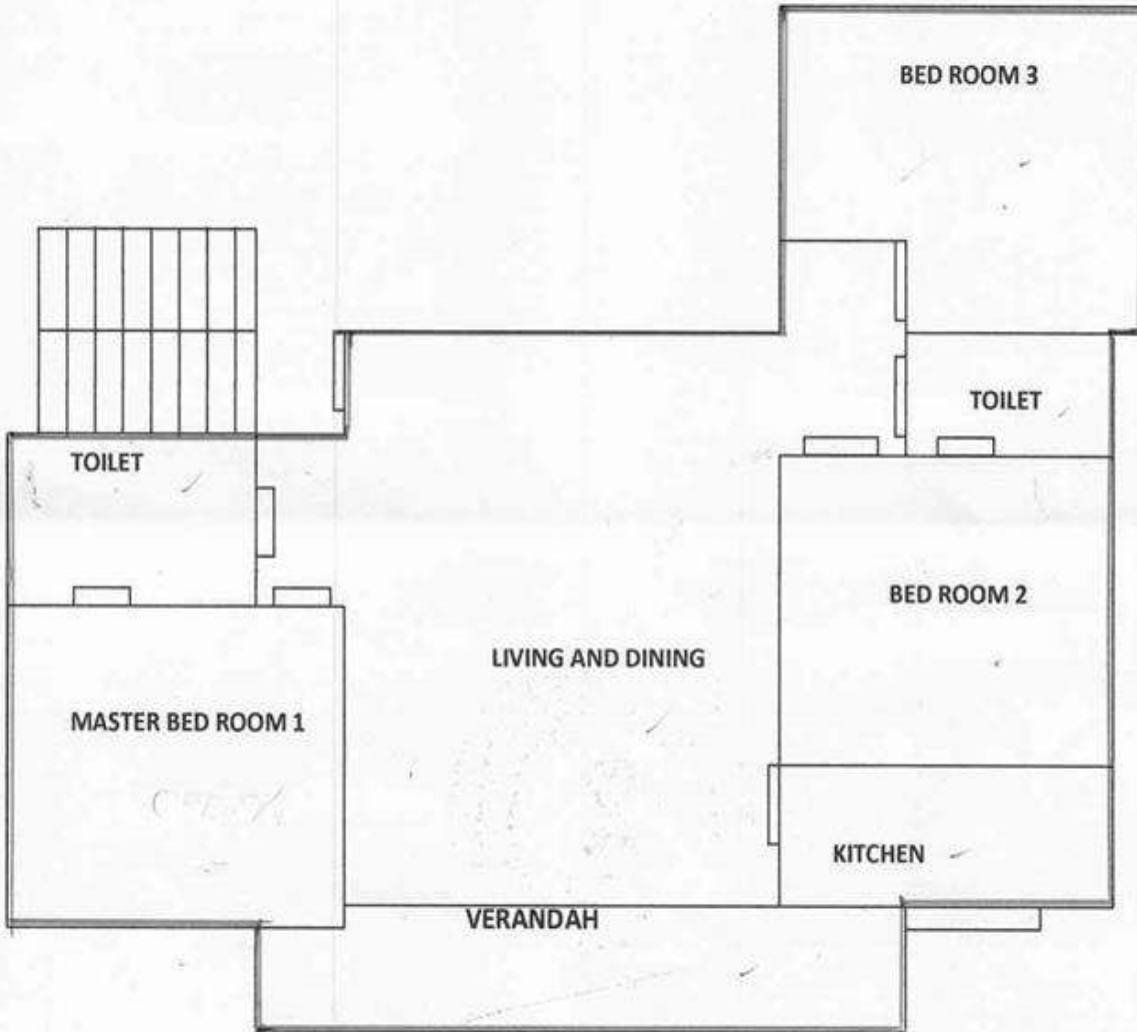 BED ROOM 3
TOILET
TOILET
BED ROOM 2
LIVING AND DINING
MASTER BED ROOM 1
KITCHEN
VERANDAH